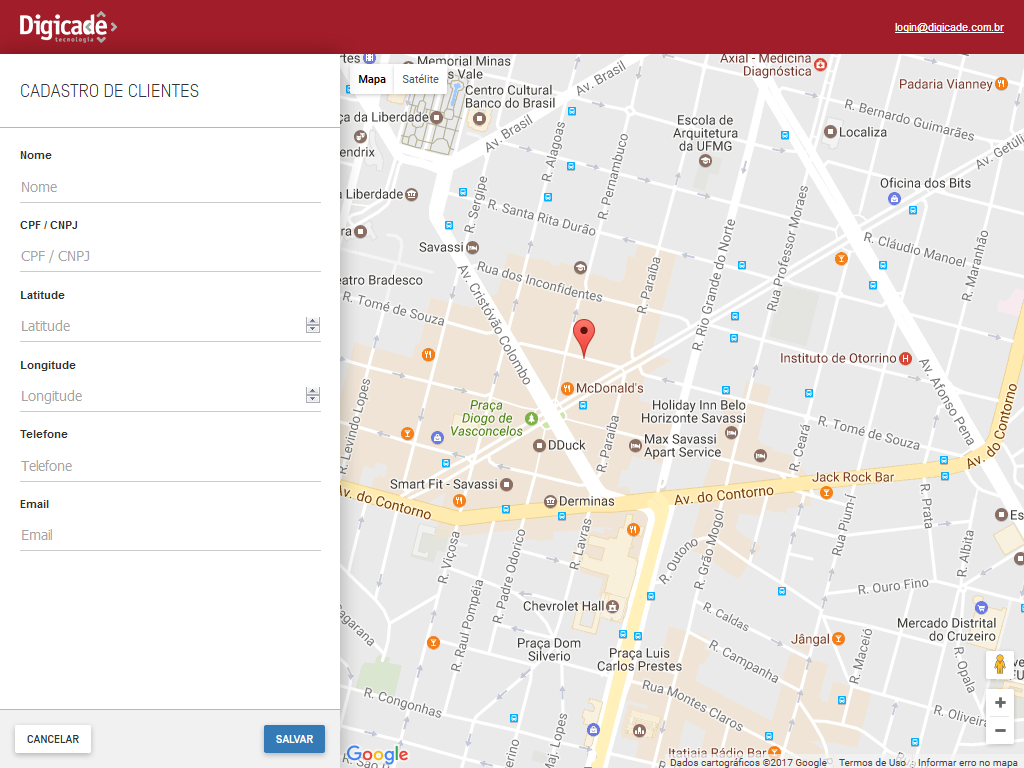 Digicade
tecnologia
login@digicade.com.br
CADASTRO DE CLIENTES
Nome
Nome
CPF / CNPJ
CPF / CNPJ
Latitude
Latitude
Longitude
Longitude
Telefone
Telefone
Email
Email
CANCELAR
SALVAR
Mapa
Satélite
Memorial Minas
Vale
Centro Cultural
Banco do Brasil
Av. Brasil
Axial - Medicina
Diagnóstica
Padaria Vianney
R. Bernardo Guimarães
Localiza
Av. Getúli
ça da Liberdade
endrix
Av. Brasil
R. Alagoas
Escola de
Arquitetura
da UFMG
R. Pernambuco
Oficina dos Bits
a Liberdade
R. Sergipe
R. Santa Rita Durão
Rua Professor Moraes
R. Cláudio Manoel
R. Maranhão
Savassi
Rua dos Inconfidentes
R. Paraíba
R. Rio Grande do Norte
eatro Bradesco
R. Tomé de Souza
Av. Cristóvão Colombo
Instituto de Otorrino
Av. Afonso Pena
McDonald's
Praça
Diogo de
Vasconcelos
Holiday Inn Belo
Horizonte Savassi
R. Levindo Lopes
DDuck
R. Paraíba
Max Savassi
Apart Service
R. Ceará
R. Tomé de Souza
Av. do Contorno
Smart Fit - Savassi
Jack Rock Bar
Av. do Contorno
Derminas
Av. do Contorno
R. Viçosa
R. Padre Odorico
R. Lavras
R. Outono
R. Grão Mogol
Rua Pium-Í
R. Prata
Es
R. Albita
R. Raul Pompéia
R. Ouro Fino
Chevrolet Hall
R. Caldas
Mercado Distrital
do Cruzeiro
Praça Dom
Silverio
Jângal
R. Maceió
Praça Luis
Carlos Prestes
R. Campanha
R. Opala
FU
Rua Montes Claros
R. Congonhas
R. Oliveira
Maj. Lopes
Itatiaia Rádio Bar
Google
Dados cartográficos ©2017 Google
Termos de Uso
Informar erro no mapa